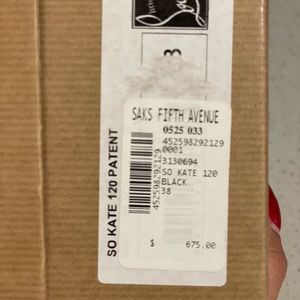 SAKS FIFTH AVENUE
0525 033
452598292129
0001
3130694
SO KATE 120
BLACK
38
$ 675.00
452598292129
SO KATE 120 PATENT